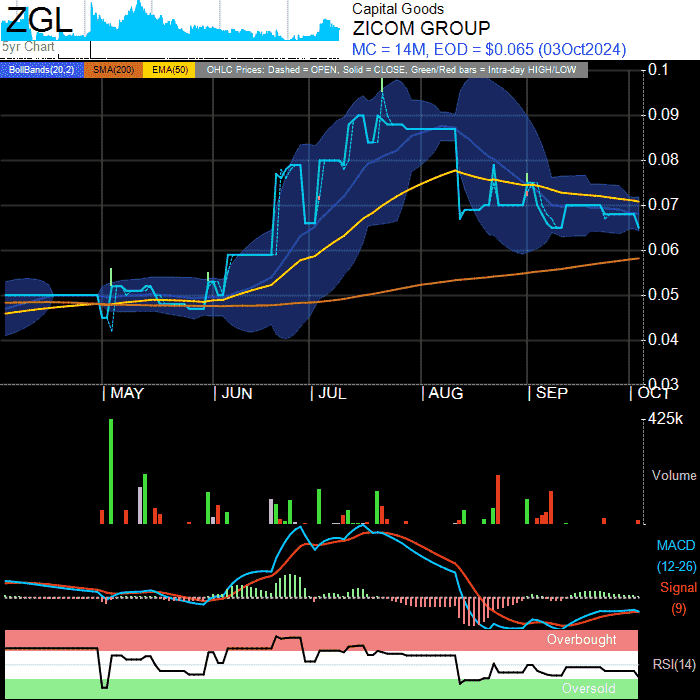 ZGL
5yr Chart
Capital Goods
ZICOM GROUP
MC = 14M, EOD = $0.065 (03Oct2024)
BollBands(20,2) SMA(200) EMA(50) OHLC Prices: Dashed = OPEN, Solid = CLOSE, Green/Red bars = Intra-day HIGH/LOW
0.1
0.09
0.08
0.07
0.06
0.05
0.04
0.03
| MAY | JUN | JUL | AUG | SEP | OCT
425k
Volume
MACD
(12-26)
Signal
(9)
Overbought
RSI(14)
Oversold